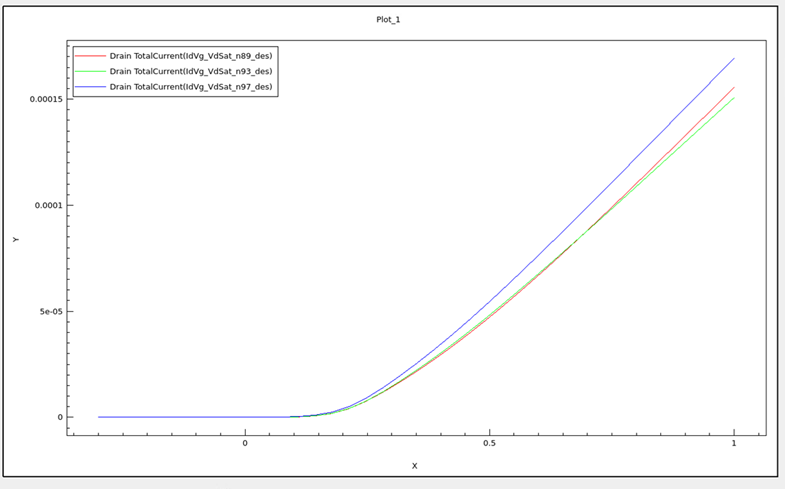 Plot_1
Drain TotalCurrent(IdVg_VdSat_n89_des)
Drain TotalCurrent(IdVg_VdSat_n93_des)
Drain TotalCurrent(IdVg_VdSat_n97_des)
0.00015
0.0001
Y
5e-05
0
0
0.5
1
X